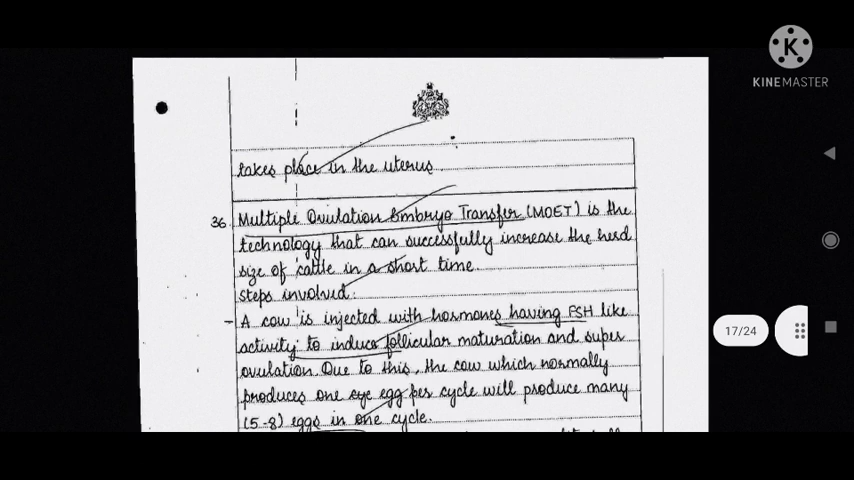 KINEMASTER
takes place in the uterus.
36. Multiple Ovulation Embryo Transfer (MOET) is the
technology that can successfully increase the herd
size of cattle in a short time.
steps involved:
- A cow is injected with hormones having FSH like
activity to induce follicular maturation and super
ovulation. Due to this, the cow which normally
produces one eye egg per cycle will produce many
(5-8) eggs in one cycle.
17/24